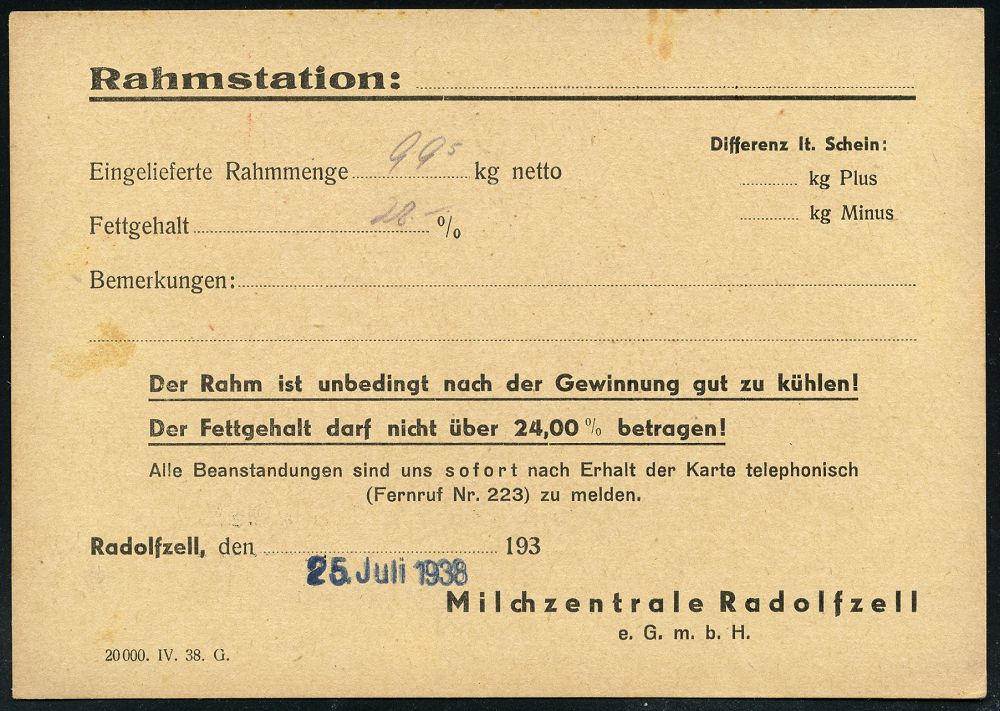 Rahmstation:
Differenz lt. Schein:
Eingelieferte Rahmmenge 99⁵ kg netto
kg Plus
kg Minus
Fettgehalt 28.- %
Bemerkungen:
Der Rahm ist unbedingt nach der Gewinnung gut zu kühlen!
Der Fettgehalt darf nicht über 24,00 % betragen!
Alle Beanstandungen sind uns sofort nach Erhalt der Karte telephonisch
(Fernruf Nr. 223) zu melden.
Radolfzell, den 193
25. Juli 1938
Milchzentrale Radolfzell
e. G. m. b. H.
20000. IV. 38. G.